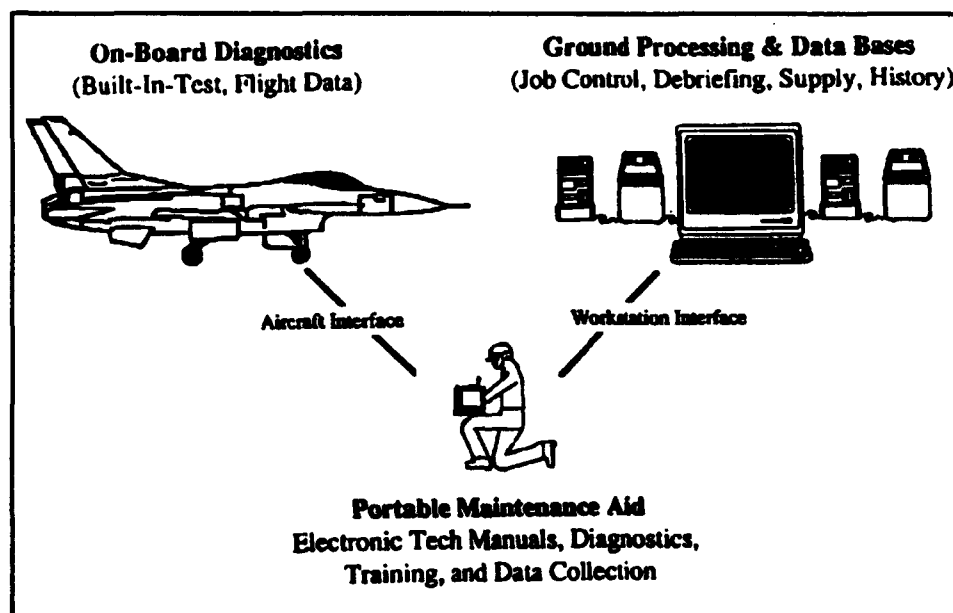 On-Board Diagnostics
(Built-In-Test, Flight Data)
Ground Processing & Data Bases
(Job Control, Debriefing, Supply, History)
Aircraft Interface
Workstation Interface
Portable Maintenance Aid
Electronic Tech Manuals, Diagnostics,
Training, and Data Collection